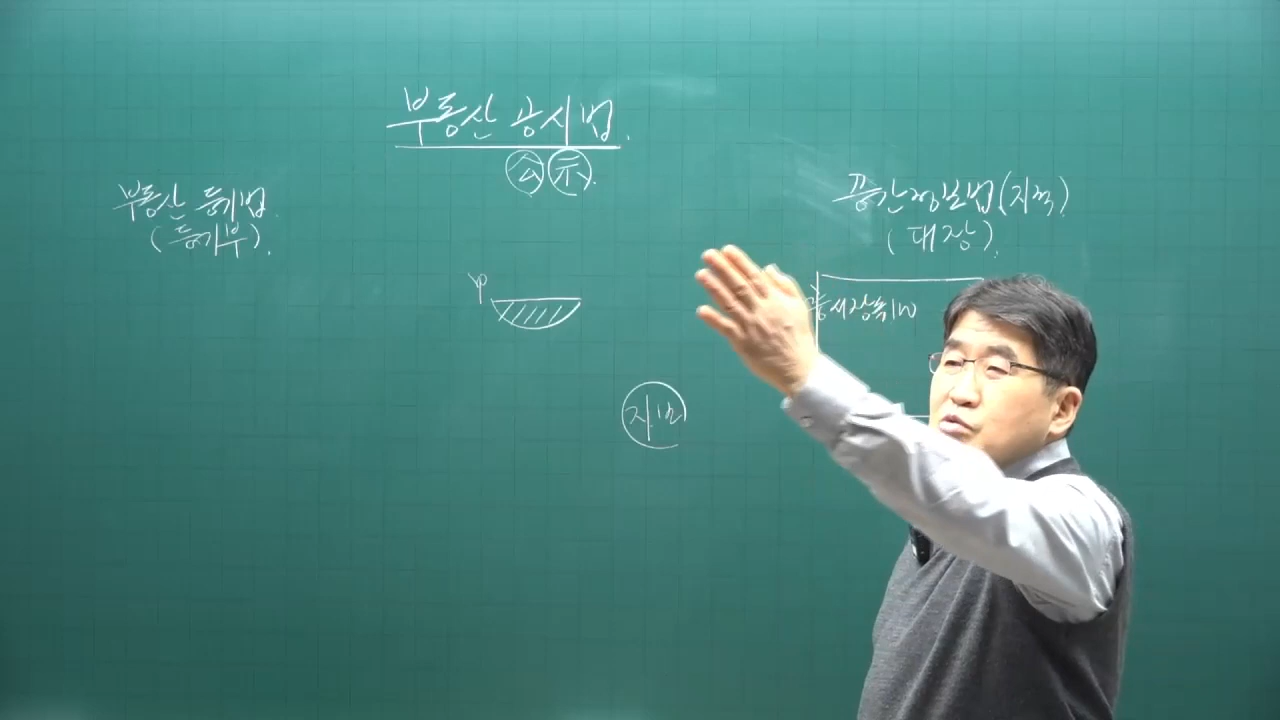 부동산 공시법.
公 示.
부동산 등기법.
(등기부).
공간정보법(지적)
(대장).
지번